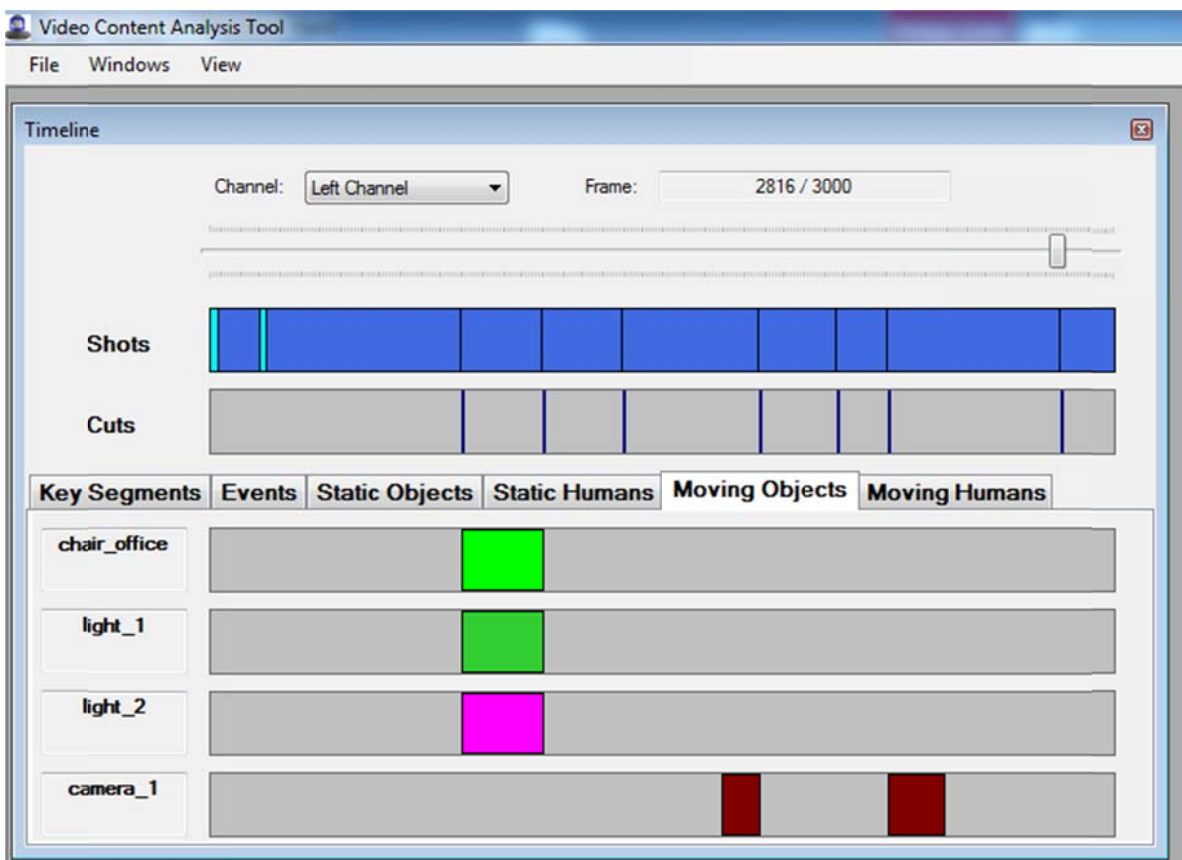 Video Content Analysis Tool
File Windows View
Timeline
Channel: Left Channel Frame: 2816 / 3000
Shots
Cuts
Key Segments Events Static Objects Static Humans Moving Objects Moving Humans
chair_office
light_1
light_2
camera_1